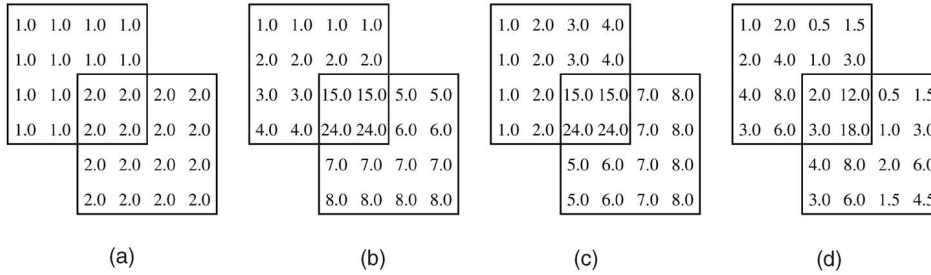 1.0 1.0 1.0 1.0
1.0 1.0 1.0 1.0
1.0 1.0 2.0 2.0 2.0 2.0
1.0 1.0 2.0 2.0 2.0 2.0
2.0 2.0 2.0 2.0
2.0 2.0 2.0 2.0
(a)
1.0 1.0 1.0 1.0
2.0 2.0 2.0 2.0
3.0 3.0 15.0 15.0 5.0 5.0
4.0 4.0 24.0 24.0 6.0 6.0
7.0 7.0 7.0 7.0
8.0 8.0 8.0 8.0
(b)
1.0 2.0 3.0 4.0
1.0 2.0 3.0 4.0
1.0 2.0 15.0 15.0 7.0 8.0
1.0 2.0 24.0 24.0 7.0 8.0
5.0 6.0 7.0 8.0
5.0 6.0 7.0 8.0
(c)
1.0 2.0 0.5 1.5
2.0 4.0 1.0 3.0
4.0 8.0 2.0 12.0 0.5 1.5
3.0 6.0 3.0 18.0 1.0 3.0
4.0 8.0 2.0 6.0
3.0 6.0 1.5 4.5
(d)